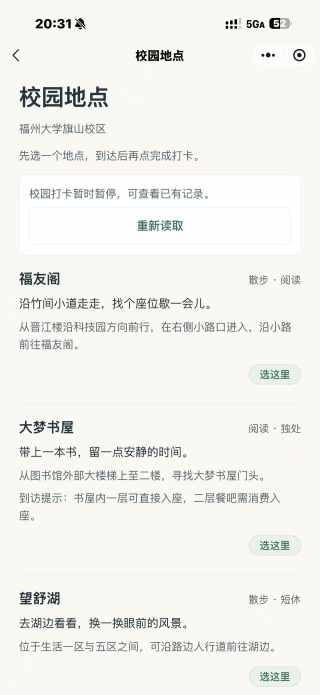 20:31
5GA 52
校园地点
校园地点
福州大学旗山校区
先选一个地点，到达后再点完成打卡。
校园打卡暂时暂停，可查看已有记录。
重新读取
福友阁 散步 · 阅读
沿竹间小道走走，找个座位歇一会儿。
从晋江楼沿科技园方向前行，在右侧小路口进入，沿小路
前往福友阁。
选这里
大梦书屋 阅读 · 独处
带上一本书，留一点安静的时间。
从图书馆外部大楼梯上至二楼，寻找大梦书屋门头。
到访提示：书屋内一层可直接入座，二层餐吧需消费入
座。
选这里
望舒湖 散步 · 短休
去湖边看看，换一换眼前的风景。
位于生活一区与五区之间，可沿路边人行道前往湖边。
选这里